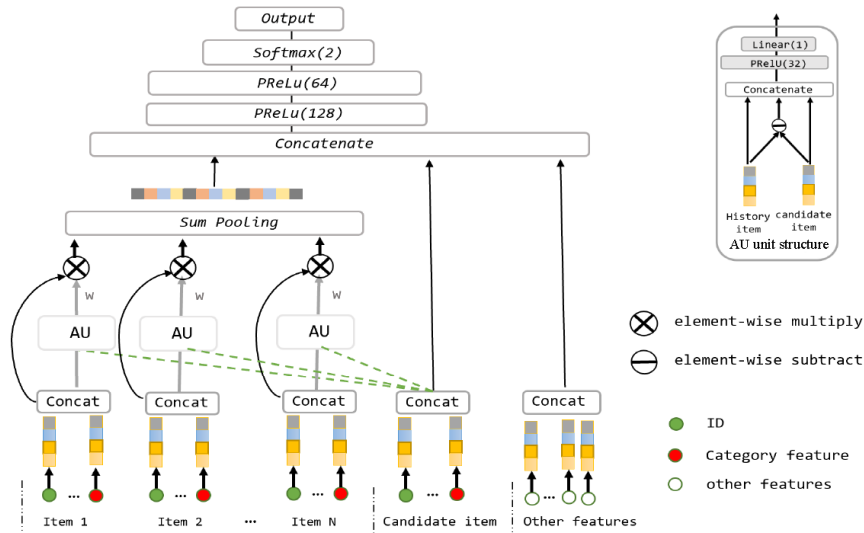 Output
Softmax(2)
PReLu(64)
PReLu(128)
Concatenate
Sum Pooling
w
w
w
AU
AU
AU
Concat
Concat
Concat
Concat
Concat
...
...
...
...
...
Item 1
Item 2
...
Item N
Candidate item
Other features
Linear(1)
PRelU(32)
Concatenate
History
item
candidate
item
AU unit structure
element-wise multiply
element-wise subtract
ID
Category feature
other features